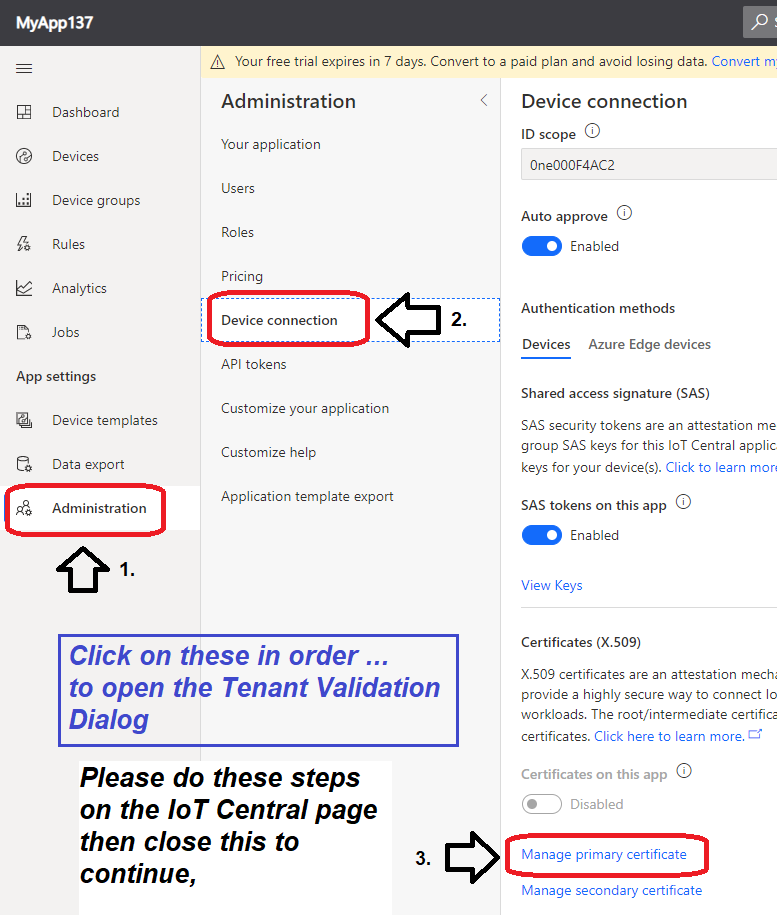 MyApp137
Your free trial expires in 7 days. Convert to a paid plan and avoid losing data. Convert my
Dashboard
Devices
Device groups
Rules
Analytics
Jobs
App settings
Device templates
Data export
Administration
1.
Administration
Your application
Users
Roles
Pricing
Device connection
2.
API tokens
Customize your application
Customize help
Application template export
Click on these in order ...
to open the Tenant Validation
Dialog
Please do these steps
on the IoT Central page
then close this to
continue,
Device connection
ID scope
0ne000F4AC2
Auto approve
Enabled
Authentication methods
Devices Azure Edge devices
Shared access signature (SAS)
SAS security tokens are an attestation me
group SAS keys for this IoT Central applica
keys for your device(s). Click to learn more
SAS tokens on this app
Enabled
View Keys
Certificates (X.509)
X.509 certificates are an attestation mecha
provide a highly secure way to connect Io
workloads. The root/intermediate certifica
certificates. Click here to learn more.
Certificates on this app
Disabled
3.
Manage primary certificate
Manage secondary certificate